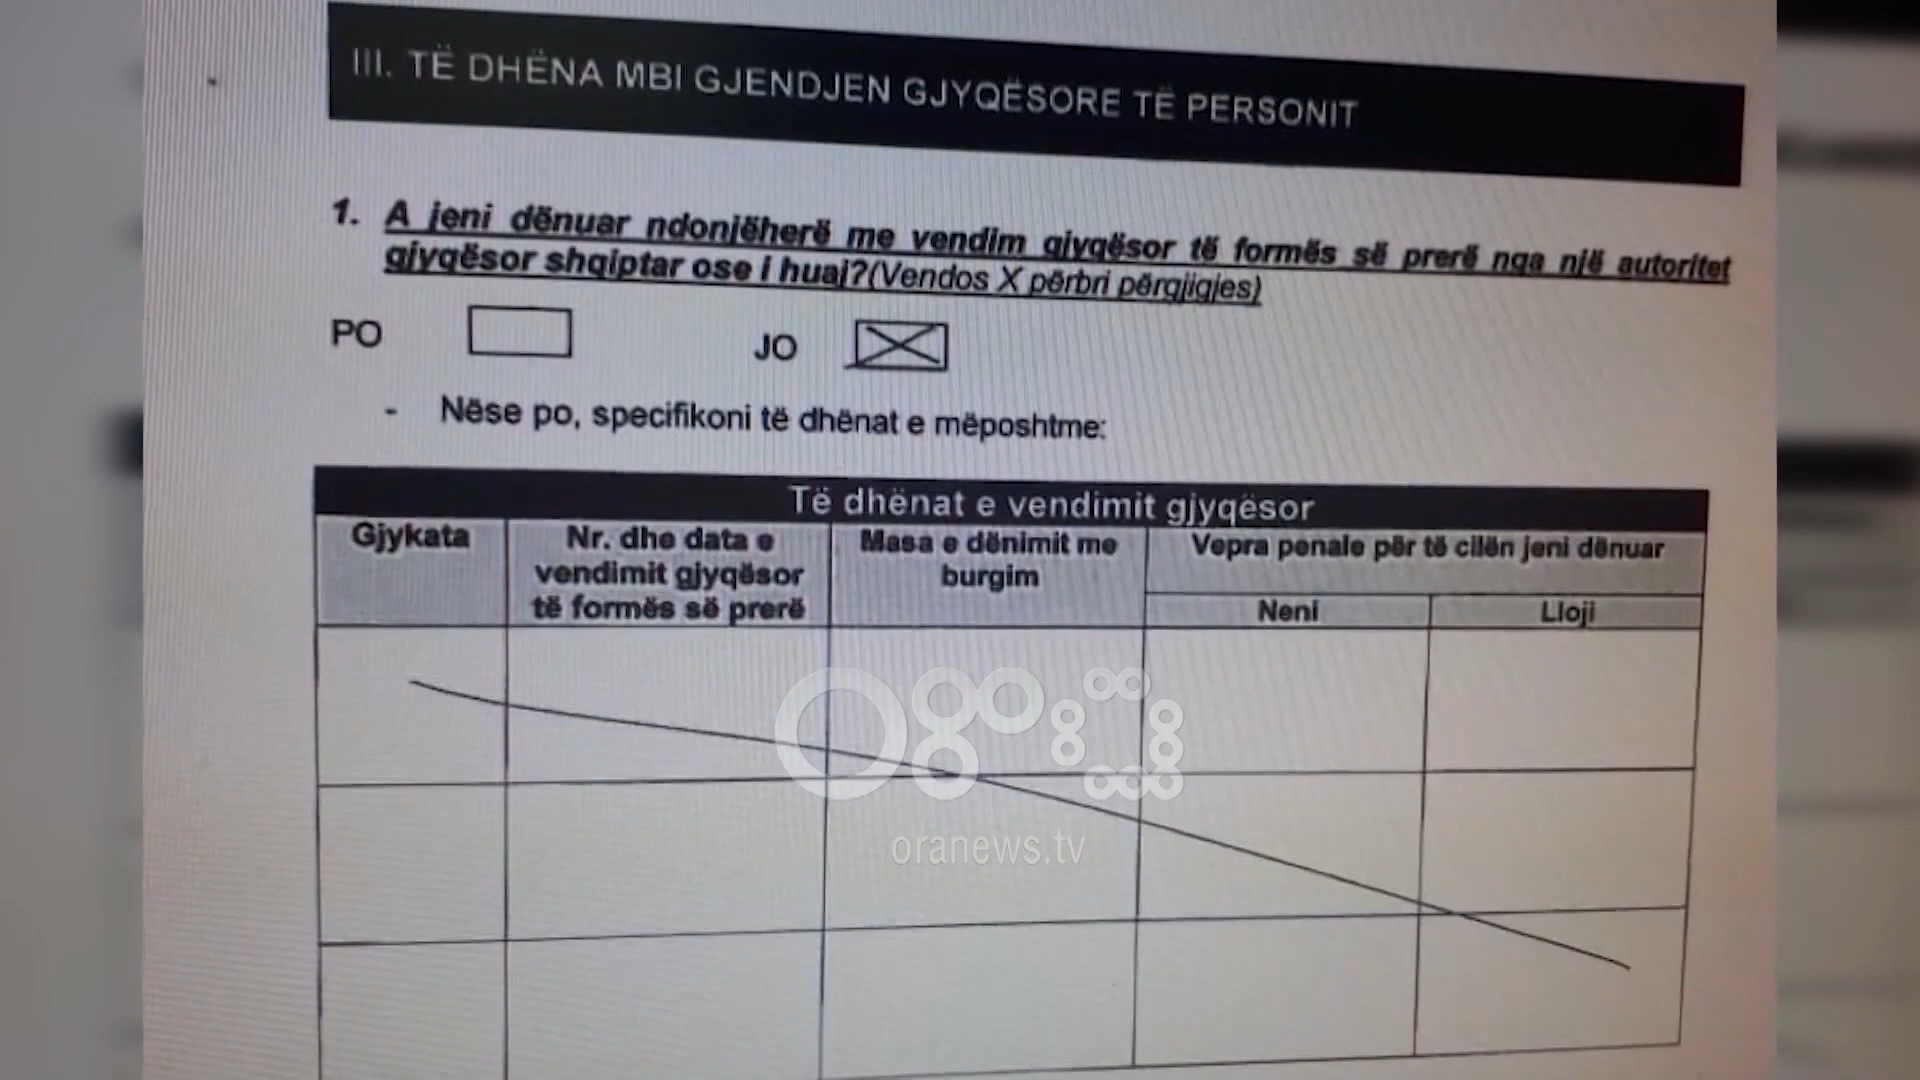 III. TË DHËNA MBI GJENDJEN GJYQËSORE TË PERSONIT
1. A jeni dënuar ndonjëherë me vendim gjyqësor të formës së prerë nga një autoritet
gjyqësor shqiptar ose i huaj?(Vendos X përbri përgjigjes)
PO JO X
- Nëse po, specifikoni të dhënat e mëposhtme:
Të dhënat e vendimit gjyqësor
Gjykata
Nr. dhe data e
vendimit gjyqësor
të formës së prerë
Masa e dënimit me
burgim
Vepra penale për të cilën jeni dënuar
Neni
Lloji
oranews.tv